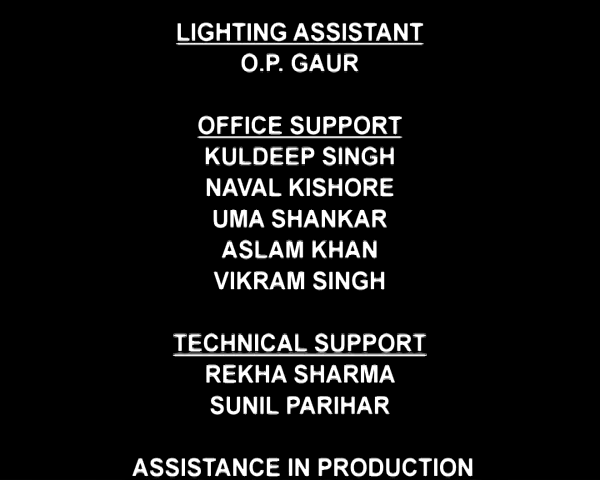 LIGHTING ASSISTANT
O.P. GAUR
OFFICE SUPPORT
KULDEEP SINGH
NAVAL KISHORE
UMA SHANKAR
ASLAM KHAN
VIKRAM SINGH
TECHNICAL SUPPORT
REKHA SHARMA
SUNIL PARIHAR
ASSISTANCE IN PRODUCTION